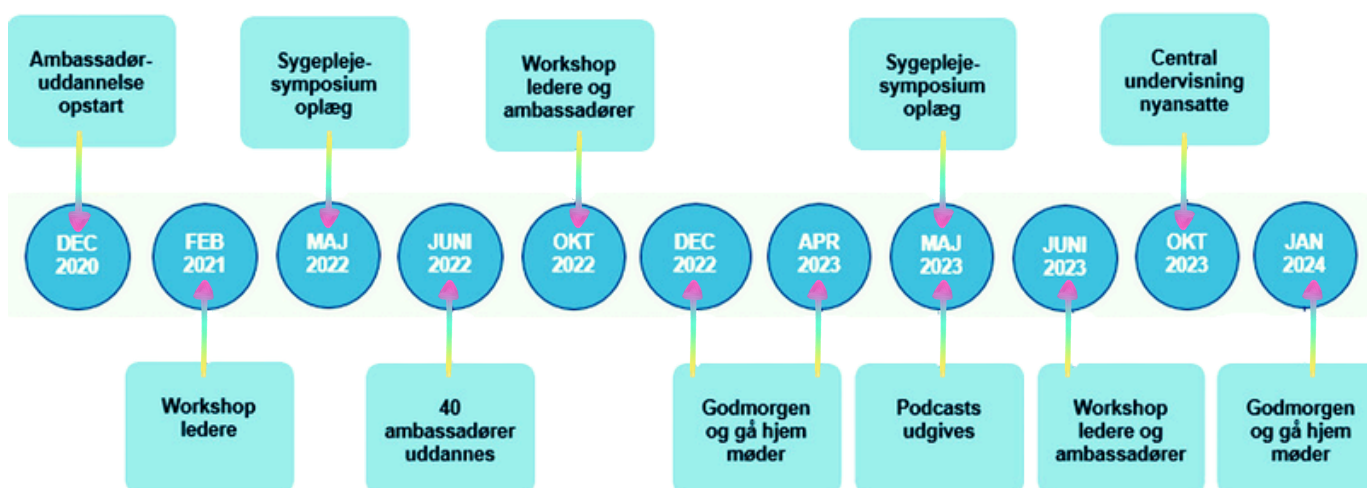 Ambassadør-
uddannelse
opstart
Sygepleje-
symposium
oplæg
Workshop
ledere og
ambassadører
Sygepleje-
symposium
oplæg
Central
undervisning
nyansatte
DEC
2020
FEB
2021
MAJ
2022
JUNI
2022
OKT
2022
DEC
2022
APR
2023
MAJ
2023
JUNI
2023
OKT
2023
JAN
2024
Workshop
ledere
40
ambassadører
uddannes
Godmorgen
og gå hjem
møder
Podcasts
udgives
Workshop
ledere og
ambassadører
Godmorgen
og gå hjem
møder